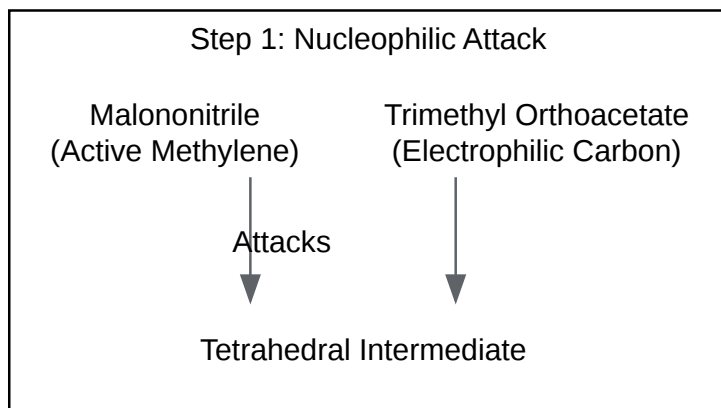 Step 1: Nucleophilic Attack
Malononitrile
(Active Methylene)
Trimethyl Orthoacetate
(Electrophilic Carbon)
Attacks
Tetrahedral Intermediate